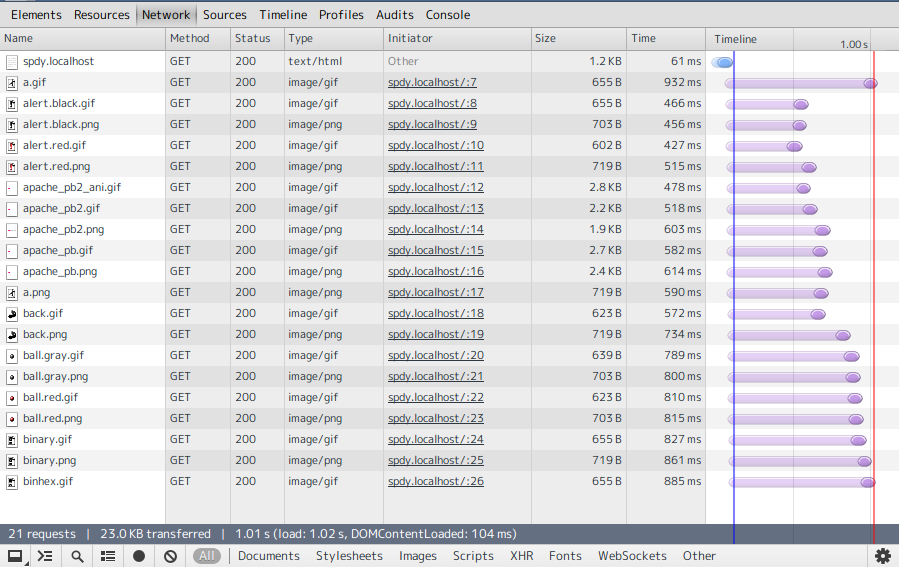 Elements Resources Network Sources Timeline Profiles Audits Console
Name Method Status Type Initiator Size Time Timeline 1.00 s
spdy.localhost GET 200 text/html Other 1.2 KB 61 ms
a.gif GET 200 image/gif spdy.localhost/:7 655 B 932 ms
alert.black.gif GET 200 image/gif spdy.localhost/:8 655 B 466 ms
alert.black.png GET 200 image/png spdy.localhost/:9 703 B 456 ms
alert.red.gif GET 200 image/gif spdy.localhost/:10 602 B 427 ms
alert.red.png GET 200 image/png spdy.localhost/:11 719 B 515 ms
apache_pb2_ani.gif GET 200 image/gif spdy.localhost/:12 2.8 KB 478 ms
apache_pb2.gif GET 200 image/gif spdy.localhost/:13 2.2 KB 518 ms
apache_pb2.png GET 200 image/png spdy.localhost/:14 1.9 KB 603 ms
apache_pb.gif GET 200 image/gif spdy.localhost/:15 2.7 KB 582 ms
apache_pb.png GET 200 image/png spdy.localhost/:16 2.4 KB 614 ms
a.png GET 200 image/png spdy.localhost/:17 719 B 590 ms
back.gif GET 200 image/gif spdy.localhost/:18 623 B 572 ms
back.png GET 200 image/png spdy.localhost/:19 719 B 734 ms
ball.gray.gif GET 200 image/gif spdy.localhost/:20 639 B 789 ms
ball.gray.png GET 200 image/png spdy.localhost/:21 703 B 800 ms
ball.red.gif GET 200 image/gif spdy.localhost/:22 623 B 810 ms
ball.red.png GET 200 image/png spdy.localhost/:23 703 B 815 ms
binary.gif GET 200 image/gif spdy.localhost/:24 655 B 827 ms
binary.png GET 200 image/png spdy.localhost/:25 719 B 861 ms
binhex.gif GET 200 image/gif spdy.localhost/:26 655 B 885 ms
21 requests | 23.0 KB transferred | 1.01 s (load: 1.02 s, DOMContentLoaded: 104 ms)
All Documents Stylesheets Images Scripts XHR Fonts WebSockets Other